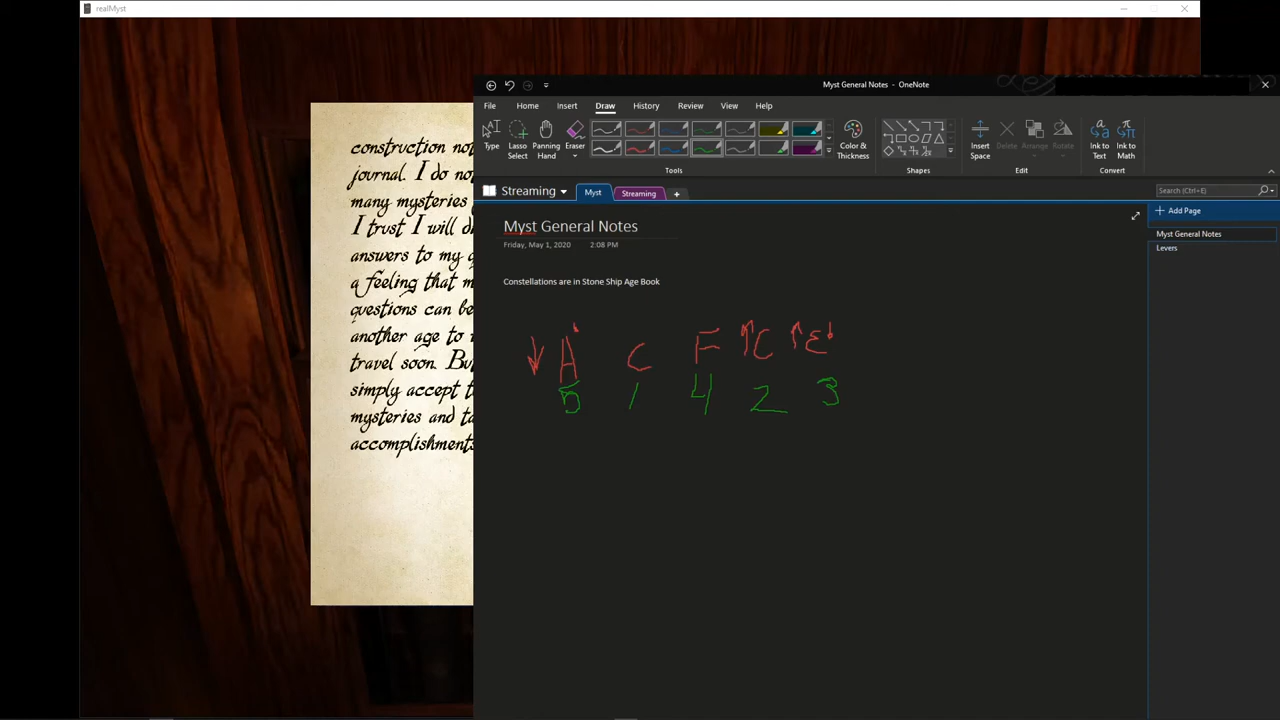 realMyst
construction no
journal. I do no
many mysteries
I trust I will d
answers to my
a feeling that m
questions can be
another age to
travel soon. Bu
simply accept t
mysteries and ta
accomplishments
Myst General Notes - OneNote
File Home Insert Draw History Review View Help
Type
Lasso Select
Panning Hand
Eraser
Color & Thickness
Insert Space
Delete
Arrange
Rotate
Ink to Text
Ink to Math
Tools
Shapes
Edit
Convert
Streaming
Myst
Streaming
Search (Ctrl+E)
Add Page
Myst General Notes
Levers
Myst General Notes
Friday, May 1, 2020 2:08 PM
Constellations are in Stone Ship Age Book
↓ A C F ↑C ↑E
5 1 4 2 3